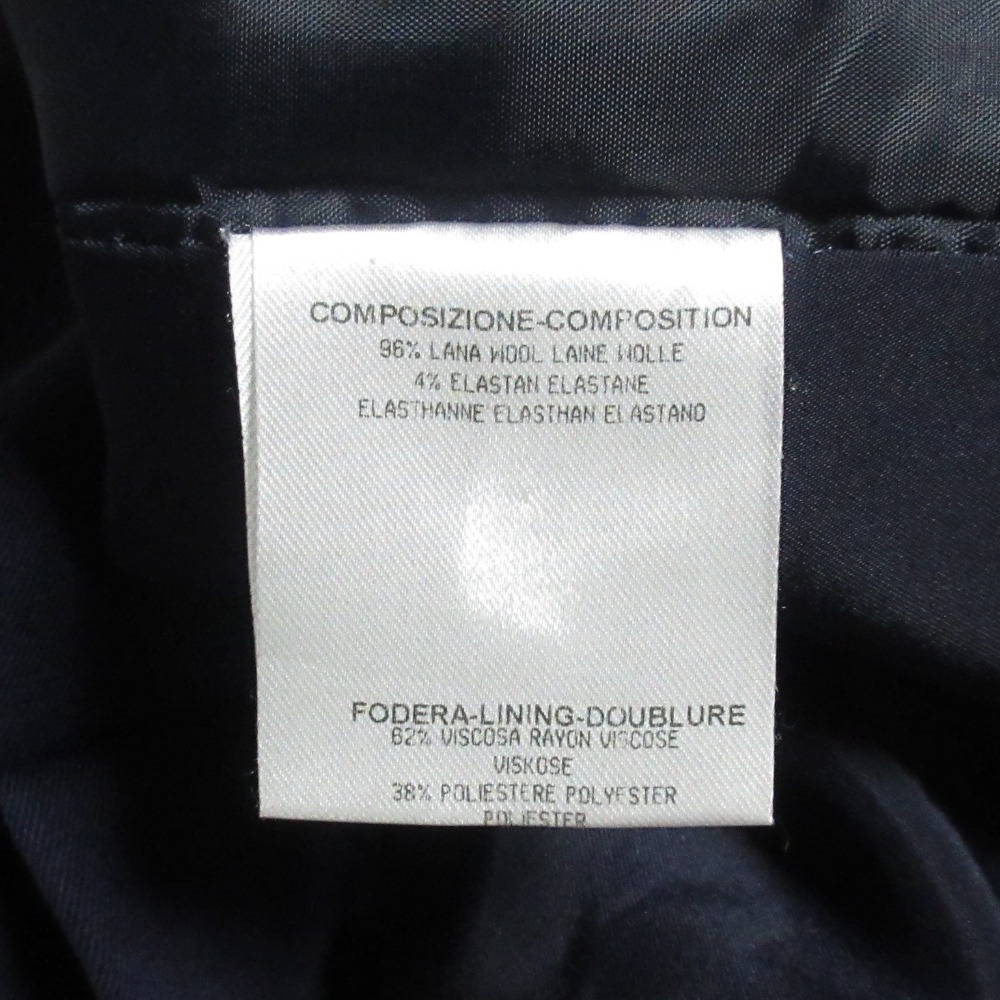 COMPOSIZIONE-COMPOSITION
96% LANA WOOL LAINE WOLLE
4% ELASTAN ELASTANE
ELASTHANNE ELASTHAN ELASTANO
FODERA-LINING-DOUBLURE
62% VISCOSA RAYON VISCOSE
VISKOSE
38% POLIESTERE POLYESTER
POLIESTER